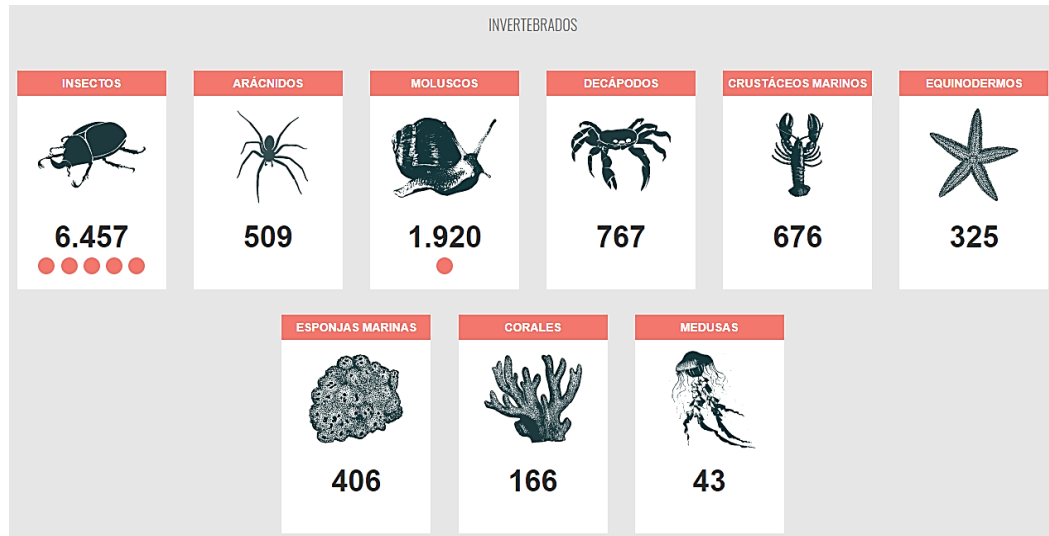 INVERTEBRADOS
INSECTOS
6.457
ARÁCNIDOS
509
MOLUSCOS
1.920
DECÁPODOS
767
CRUSTÁCEOS MARINOS
676
EQUINODERMOS
325
ESPONJAS MARINAS
406
CORALES
166
MEDUSAS
43